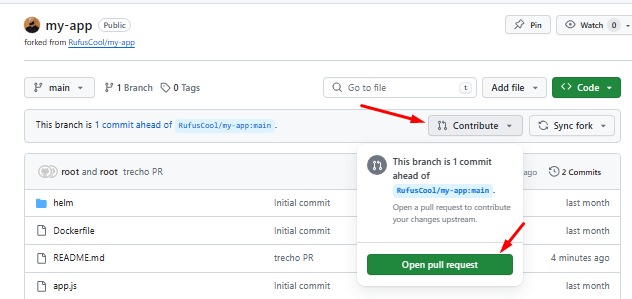 my-app Public Pin Watch 0
forked from RufusCool/my-app
main 1 Branch 0 Tags Go to file t Add file Code
This branch is 1 commit ahead of RufusCool/my-app:main . Contribute Sync fork
root and root trecho PR ago 2 Commits
helm Initial commit last month
Dockerfile Initial commit last month
README.md trecho PR 4 minutes ago
app.js Initial commit last month
This branch is 1 commit
ahead of
RufusCool/my-app:main .
Open a pull request to contribute
your changes upstream.
Open pull request